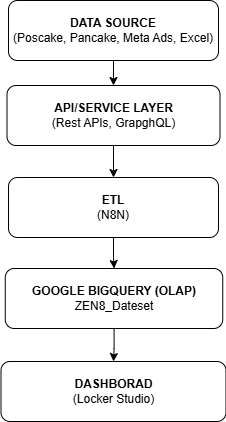 DATA SOURCE
(Poscake, Pancake, Meta Ads, Excel)
API/SERVICE LAYER
(Rest APIs, GrapghQL)
ETL
(N8N)
GOOGLE BIGQUERY (OLAP)
ZEN8_Dateset
DASHBORAD
(Locker Studio)